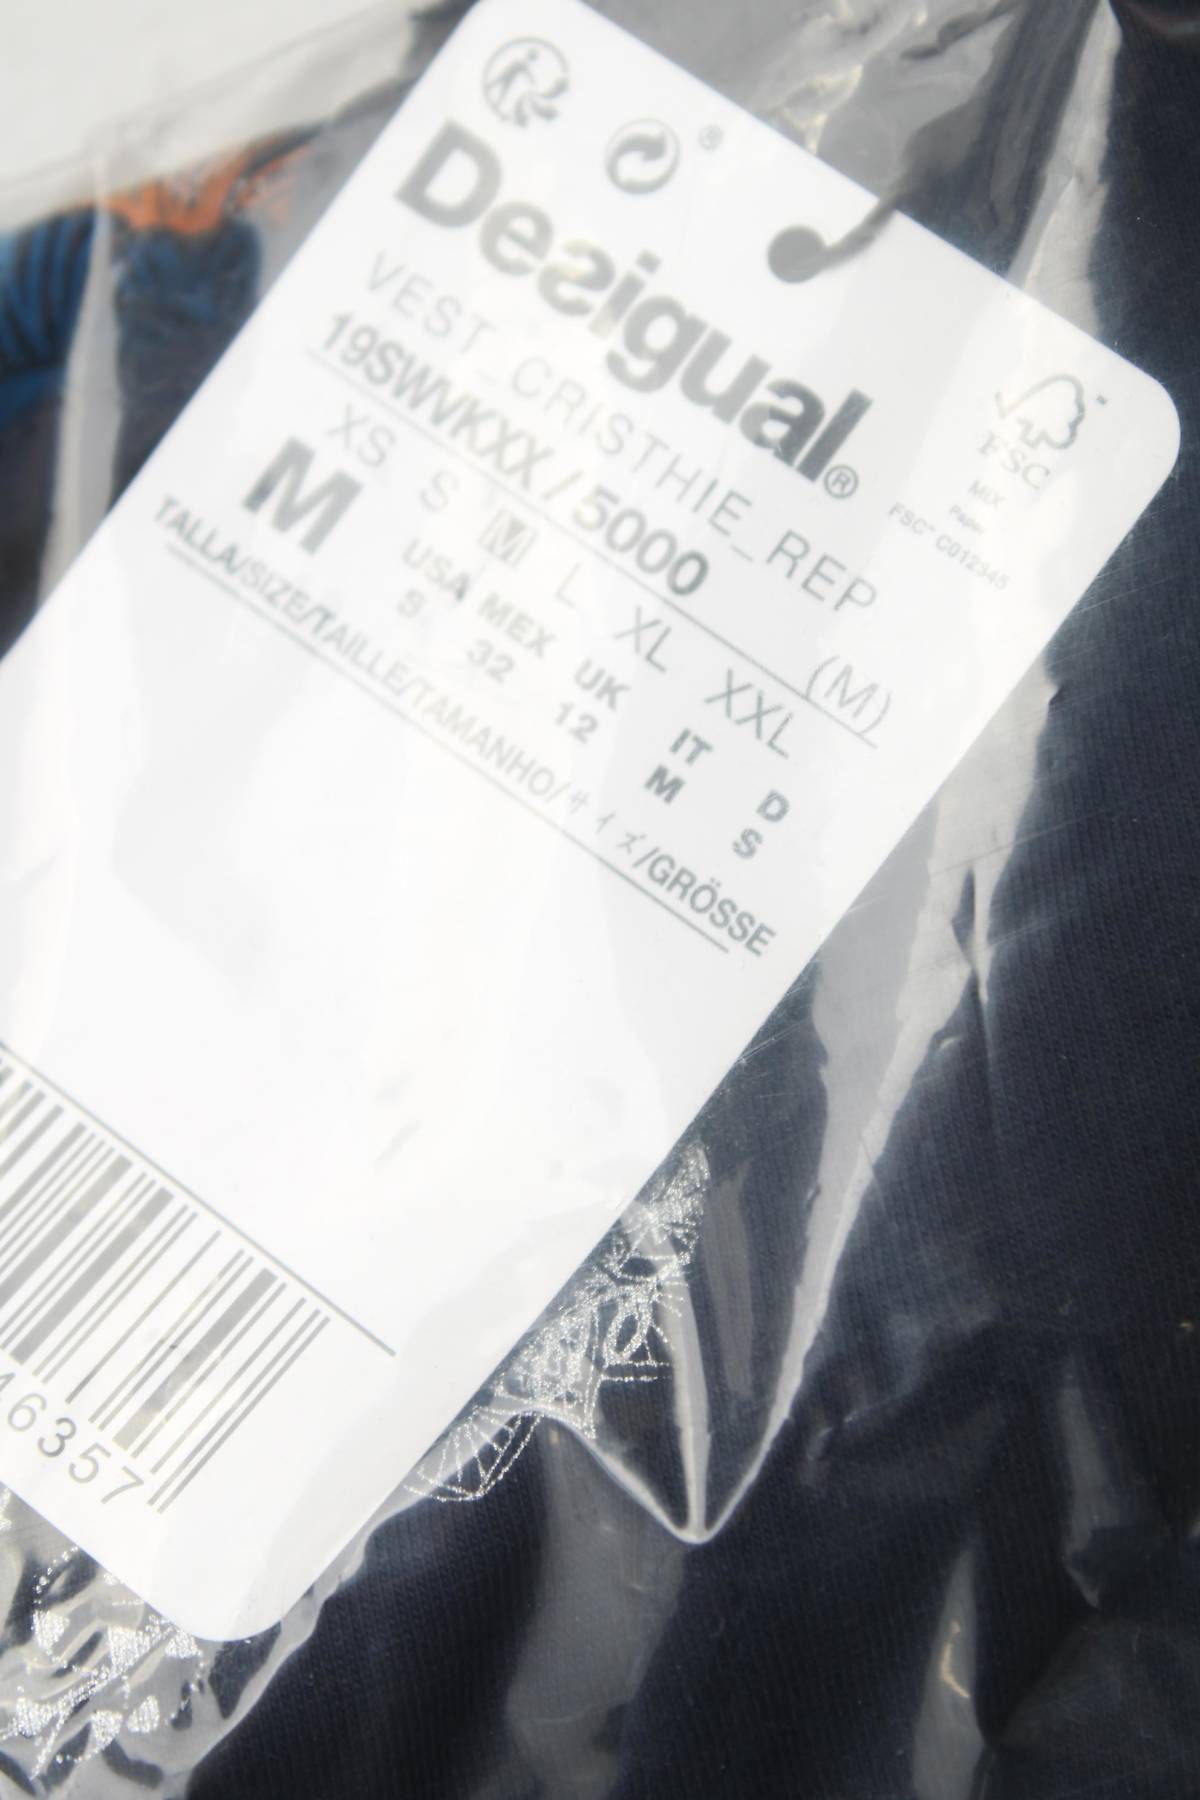 Desigual®
VEST_CRISTHIE_REP
19SWVKXX/5000 (M)
XS S M L XL XXL
M USA MEX UK IT D
S 32 12 M S
TALLA/SIZE/TAILLE/TAMANHO/サイズ/GRÖSSE
FSC
MIX
Paper
FSC™ C012345
46357